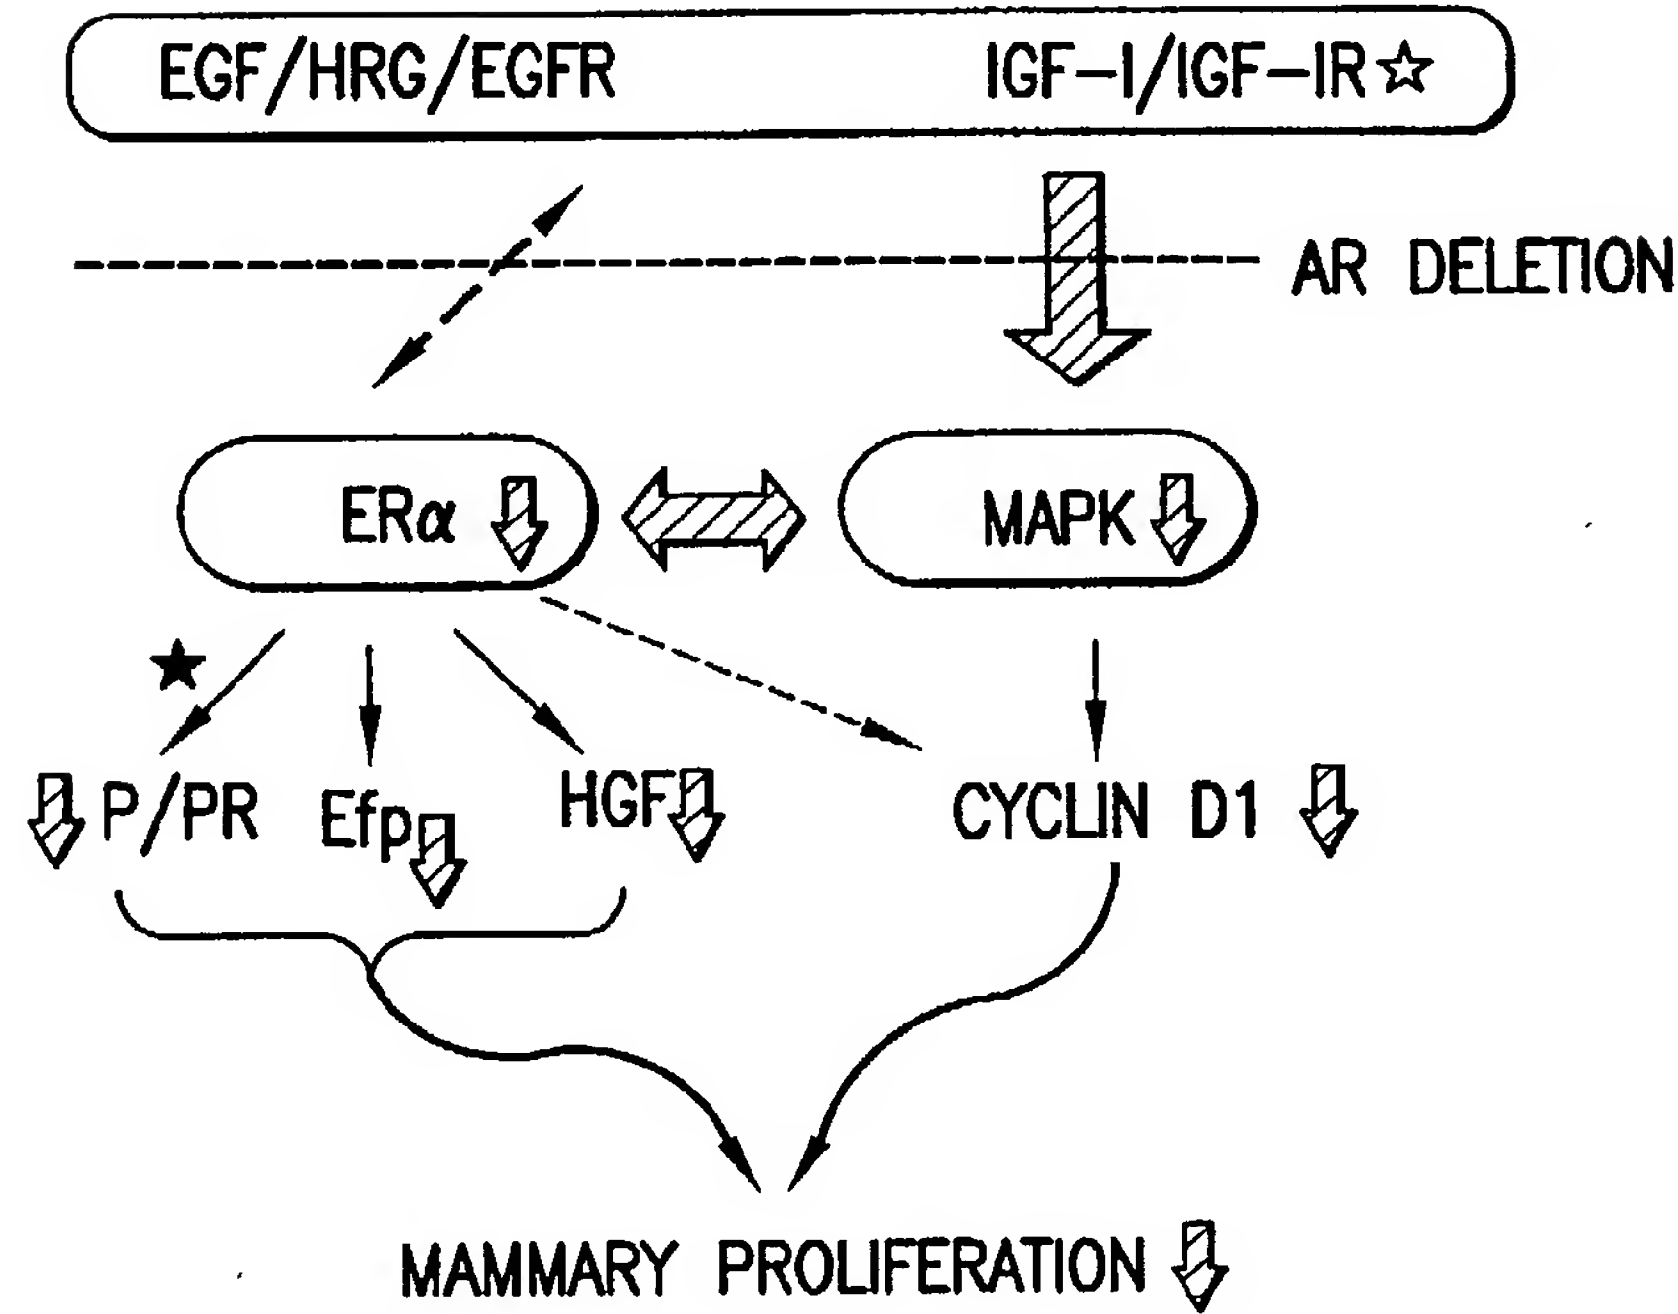 EGF/HRG/EGFR IGF-I/IGF-IR☆
AR DELETION
ERα MAPK
★
P/PR Efp HGF CYCLIN D1
MAMMARY PROLIFERATION